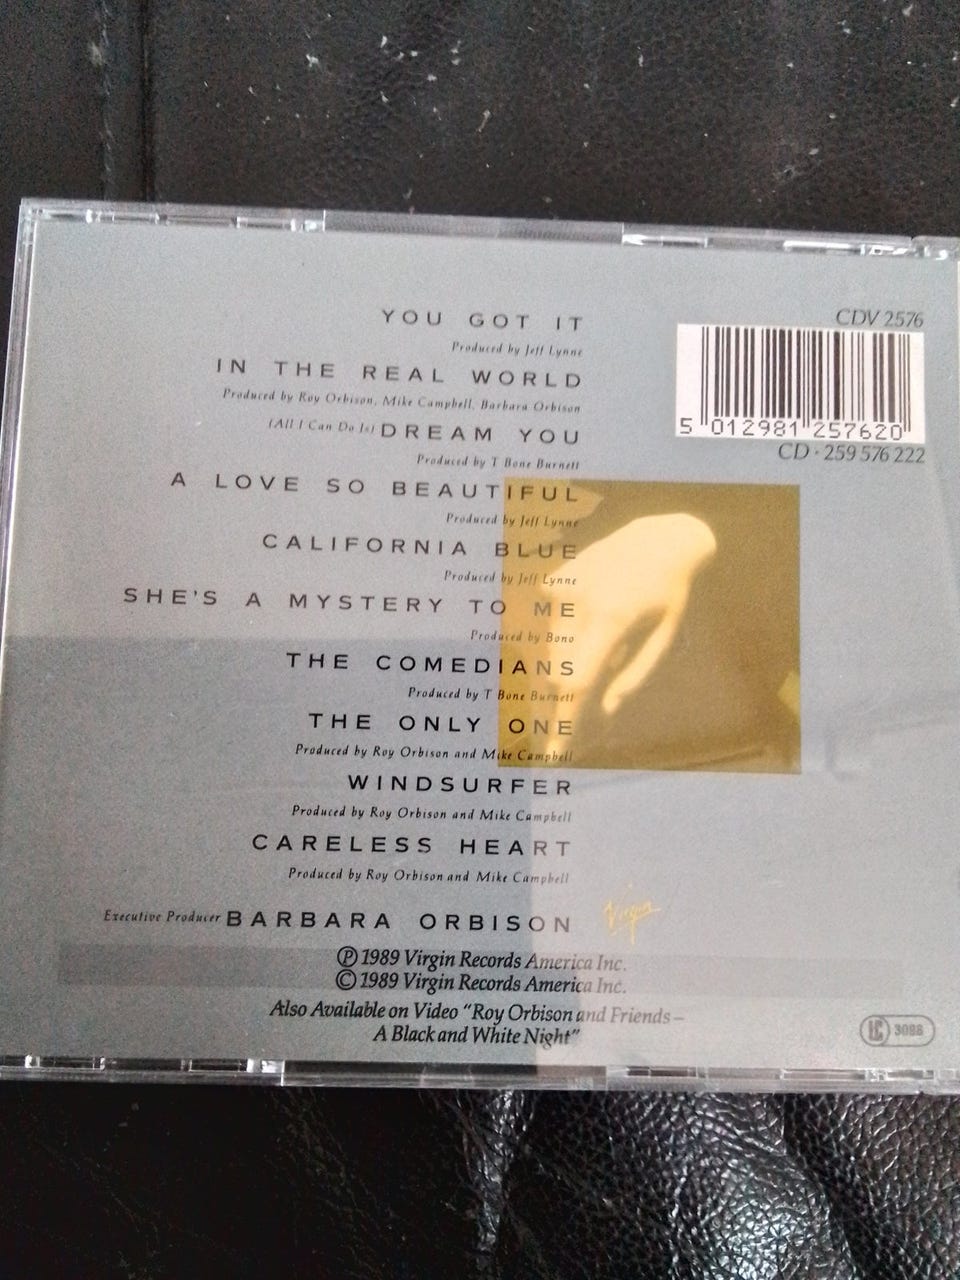 YOU GOT IT
Produced by Jeff Lynne
IN THE REAL WORLD
Produced by Roy Orbison, Mike Campbell, Barbara Orbison
(All I Can Do Is) DREAM YOU
Produced by T Bone Burnett
A LOVE SO BEAUTIFUL
Produced by Jeff Lynne
CALIFORNIA BLUE
Produced by Jeff Lynne
SHE'S A MYSTERY TO ME
Produced by Bono
THE COMEDIANS
Produced by T Bone Burnett
THE ONLY ONE
Produced by Roy Orbison and Mike Campbell
WINDSURFER
Produced by Roy Orbison and Mike Campbell
CARELESS HEART
Produced by Roy Orbison and Mike Campbell
Executive Producer BARBARA ORBISON
Virgin
℗ 1989 Virgin Records America Inc.
© 1989 Virgin Records America Inc.
Also Available on Video “Roy Orbison and Friends–
A Black and White Night”
CDV 2576
5 012981 257620
CD · 259 576 222
LC 3098